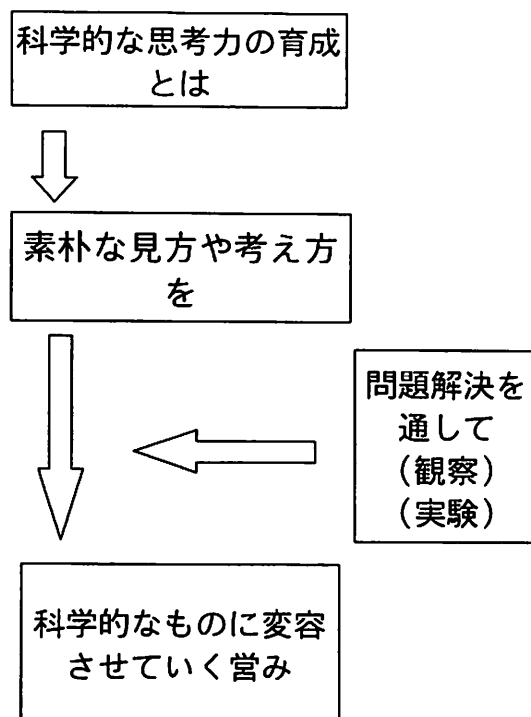 科学的な思考力の育成
とは
素朴な見方や考え方
を
問題解決を
通して
（観察）
（実験）
科学的なものに変容
させていく営み